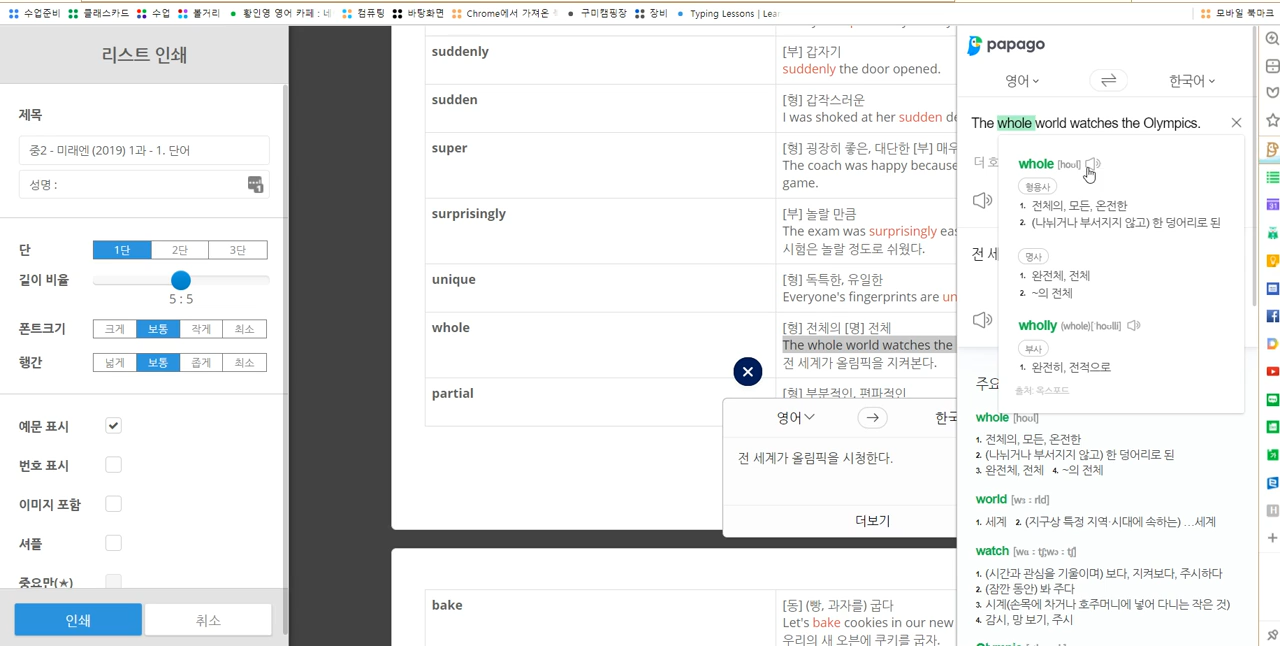 수업준비 클래스카드 수업 볼거리 황인영 영어 카페 : 네 컴퓨팅 바탕화면 Chrome에서 가져온 구미캠핑장 장비 Typing Lessons | Lear 모바일 북마크
리스트 인쇄
제목
중2 - 미래엔 (2019) 1과 - 1. 단어
성명 :
단 1단 2단 3단
길이 비율
5 : 5
폰트크기 크게 보통 작게 최소
행간 넓게 보통 좁게 최소
예문 표시
번호 표시
이미지 포함
셔플
중요만(★)
인쇄 취소
suddenly
[부] 갑자기
suddenly the door opened.
sudden
[형] 갑작스러운
I was shoked at her sudden de
super
[형] 굉장히 좋은, 대단한 [부] 매우
The coach was happy because
game.
surprisingly
[부] 놀랄 만큼
The exam was surprisingly eas
시험은 놀랄 정도로 쉬웠다.
unique
[형] 독특한, 유일한
Everyone's fingerprints are un
whole
[형] 전체의 [명] 전체
The whole world watches the
전 세계가 올림픽을 지켜본다.
partial
[형] 부분적인, 편파적인
영어 → 한국
전 세계가 올림픽을 시청한다.
더보기
bake
[동] (빵, 과자를) 굽다
Let's bake cookies in our new
우리의 새 오븐에 쿠키를 굽자.
papago
영어 한국어
The whole world watches the Olympics.
더 호
전 세
주요
whole [hoʊl]
형용사
1. 전체의, 모든, 온전한
2. (나뉘거나 부서지지 않고) 한 덩어리로 된
명사
1. 완전체, 전체
2. ~의 전체
wholly (whole)[ˈhoʊlli]
부사
1. 완전히, 전적으로
출처: 옥스포드
whole [hoʊl]
1. 전체의, 모든, 온전한
2. (나뉘거나 부서지지 않고) 한 덩어리로 된
3. 완전체, 전체 4. ~의 전체
world [wɜːrld]
1. 세계 2. (지구상 특정 지역·시대에 속하는) …세계
watch [wɑːtʃ;wɔːtʃ]
1. (시간과 관심을 기울이며) 보다, 지켜보다, 주시하다
2. (잠깐 동안) 봐 주다
3. 시계(손목에 차거나 호주머니에 넣어 다니는 작은 것)
4. 감시, 망 보기, 주시